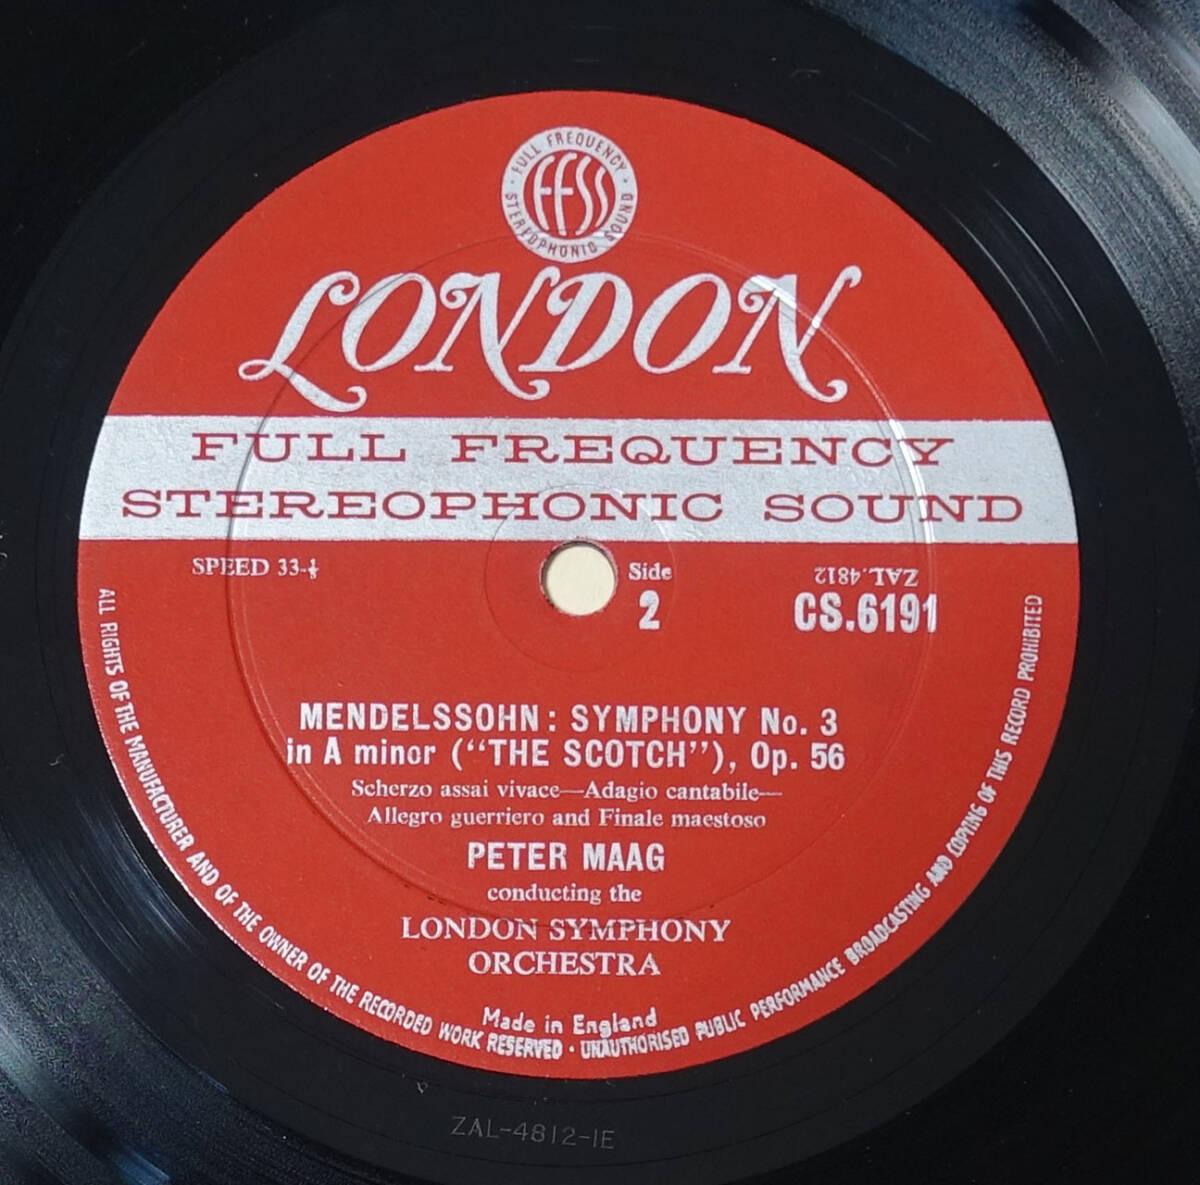 FULL FREQUENCY
FFSS
STEREOPHONIC SOUND
LONDON
FULL FREQUENCY
STEREOPHONIC SOUND
SPEED 33-⅓
Side
2
ZAL.4812
CS.6191
MENDELSSOHN: SYMPHONY No. 3
in A minor (“THE SCOTCH”), Op. 56
Scherzo assai vivace—Adagio cantabile—
Allegro guerriero and Finale maestoso
PETER MAAG
conducting the
LONDON SYMPHONY
ORCHESTRA
Made in England
ALL RIGHTS OF THE MANUFACTURER AND OF THE OWNER OF THE RECORDED WORK RESERVED · UNAUTHORISED PUBLIC PERFORMANCE BROADCASTING AND COPYING OF THIS RECORD PROHIBITED
ZAL-4812-1E